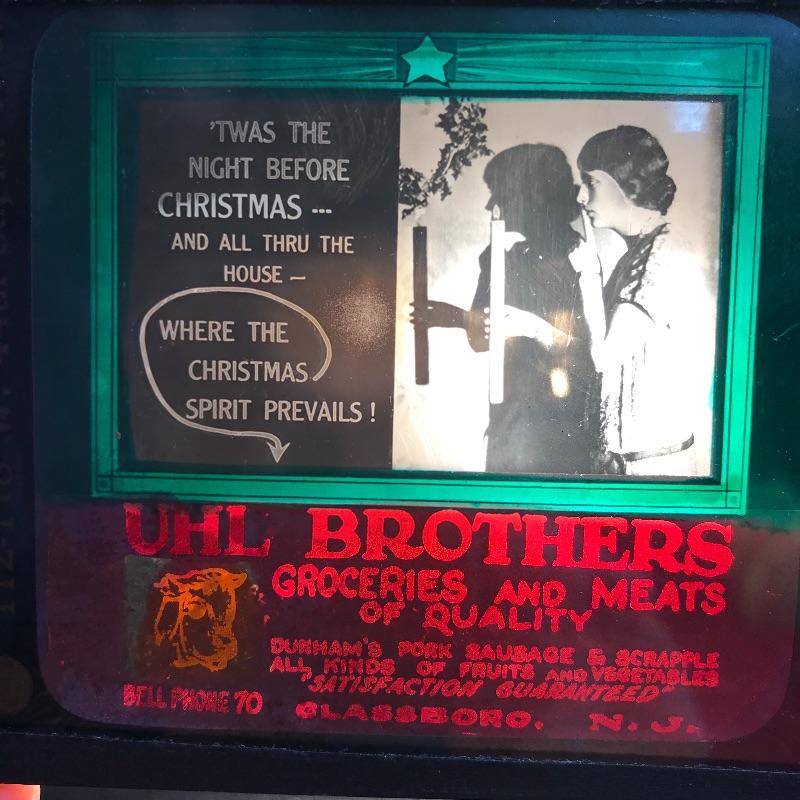 'TWAS THE
NIGHT BEFORE
CHRISTMAS ---
AND ALL THRU THE
HOUSE –
WHERE THE
CHRISTMAS
SPIRIT PREVAILS!
UHL BROTHERS
GROCERIES AND MEATS
OF QUALITY
DUNHAM'S PORK SAUSAGE & SCRAPPLE
ALL KINDS OF FRUITS AND VEGETABLES
"SATISFACTION GUARANTEED"
BELL PHONE 70
GLASSBORO. N. J.